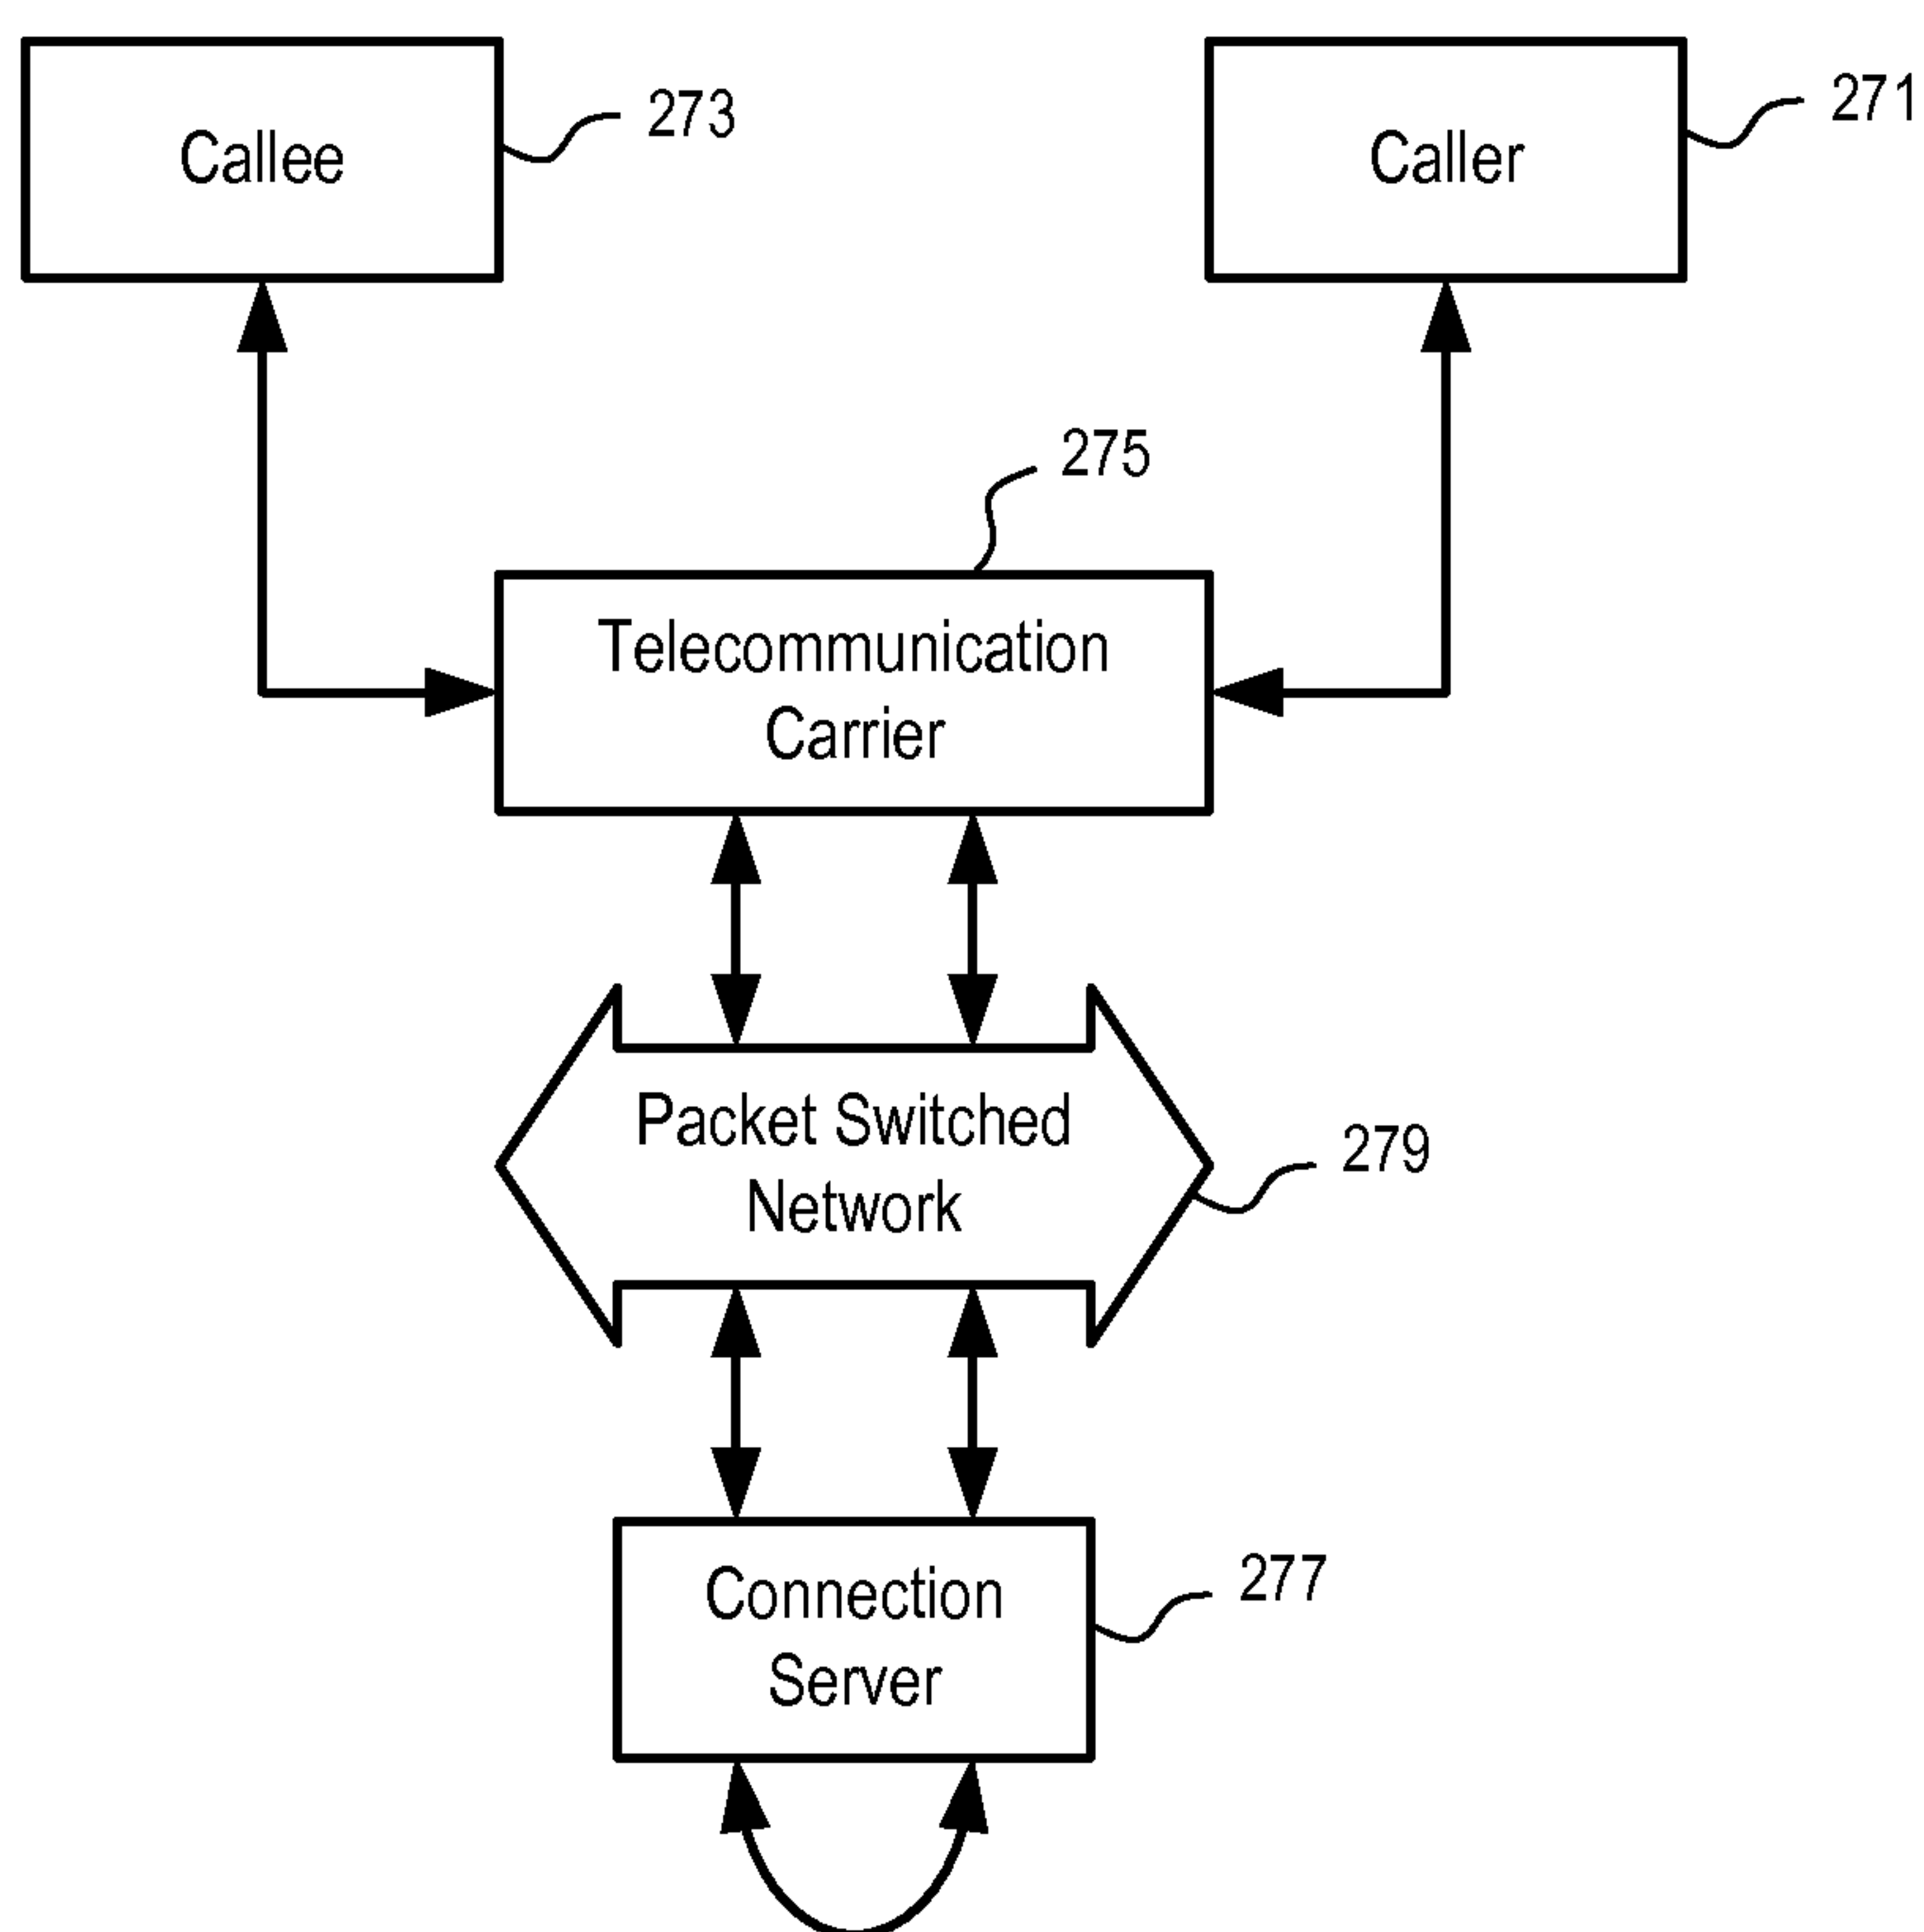 Callee
273
Caller
271
275
Telecommunication
Carrier
Packet Switched
Network
279
Connection
Server
277